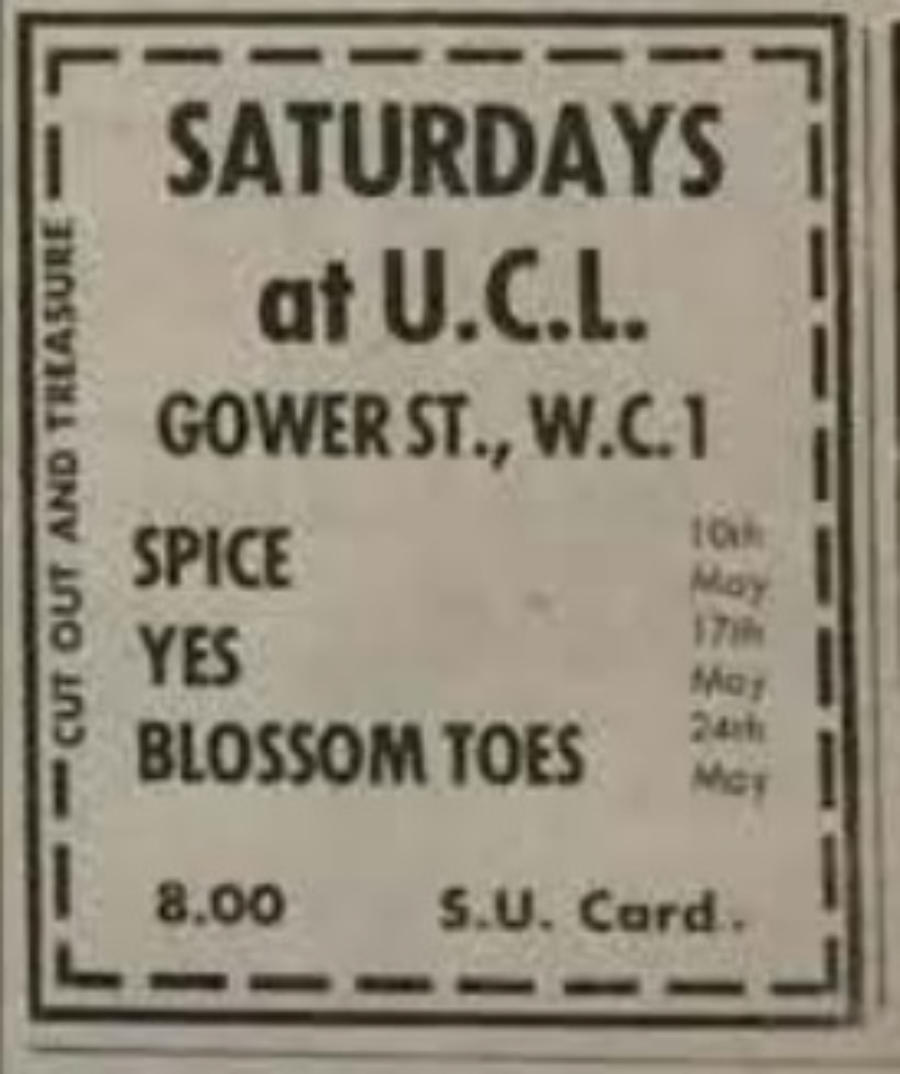 SATURDAYS
at U.C.L.
GOWER ST., W.C.1
SPICE 10th May
YES 17th May
BLOSSOM TOES 24th May
8.00 S.U. Card.
CUT OUT AND TREASURE